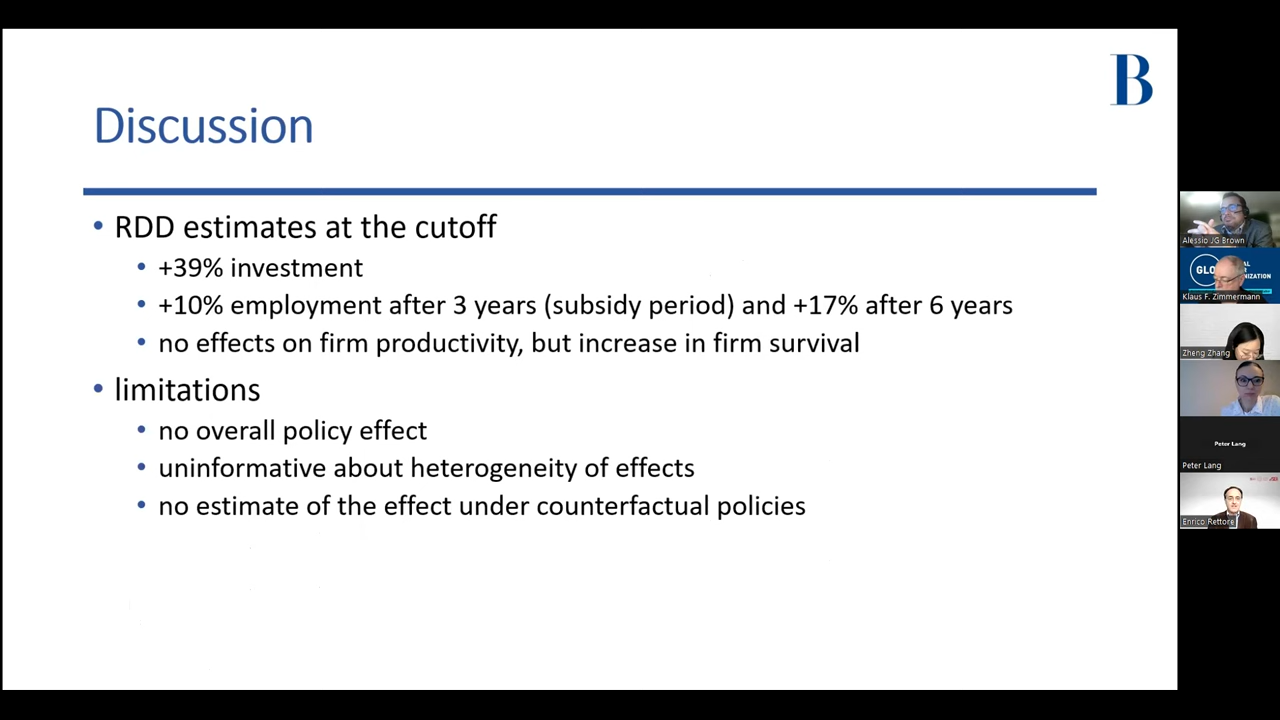 B
Discussion
• RDD estimates at the cutoff
• +39% investment
• +10% employment after 3 years (subsidy period) and +17% after 6 years
• no effects on firm productivity, but increase in firm survival
• limitations
• no overall policy effect
• uninformative about heterogeneity of effects
• no estimate of the effect under counterfactual policies
Alessio JG Brown
GLO
Klaus F. Zimmermann
Zheng Zhang
Peter Lang
Peter Lang
Enrico Rettore